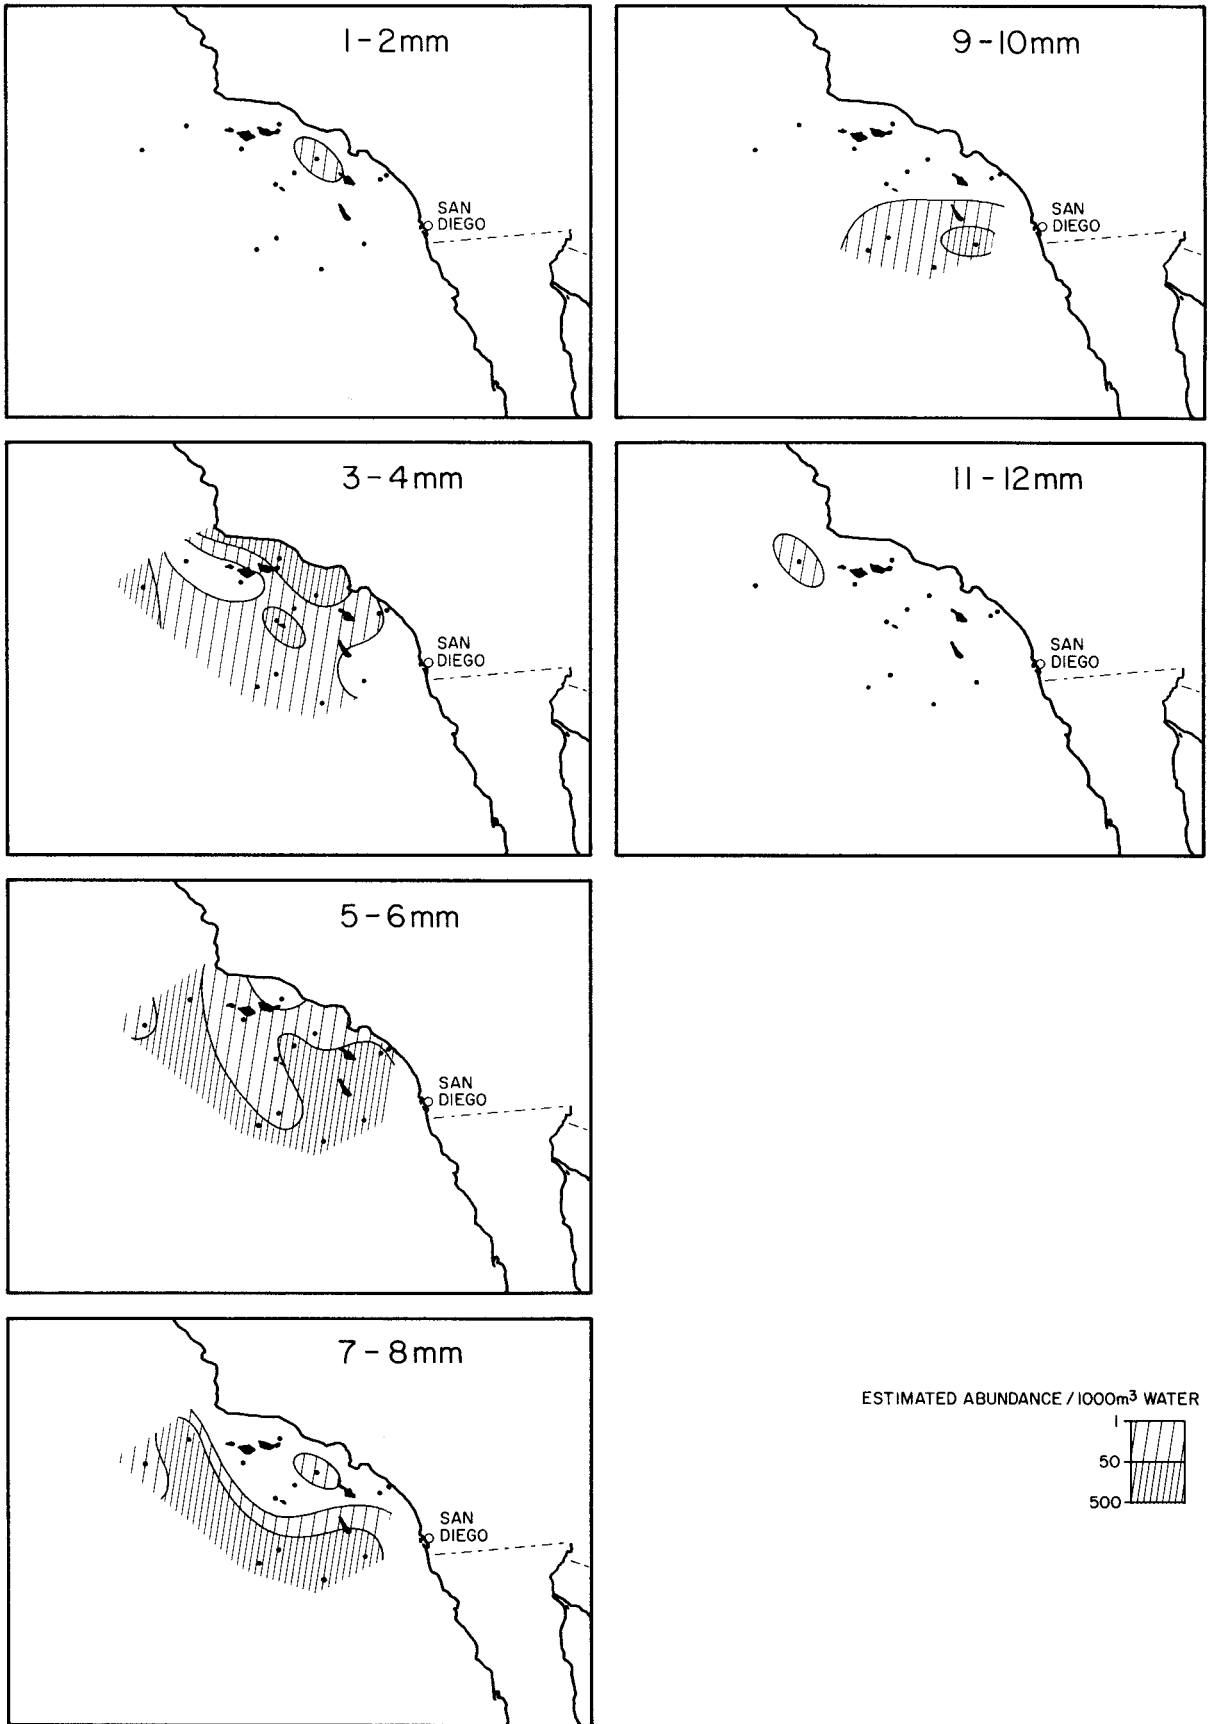 1-2mm
SAN
DIEGO
9-10mm
SAN
DIEGO
3-4mm
SAN
DIEGO
11-12mm
SAN
DIEGO
5-6mm
SAN
DIEGO
7-8mm
SAN
DIEGO
ESTIMATED ABUNDANCE / 1000m³ WATER
1
50
500